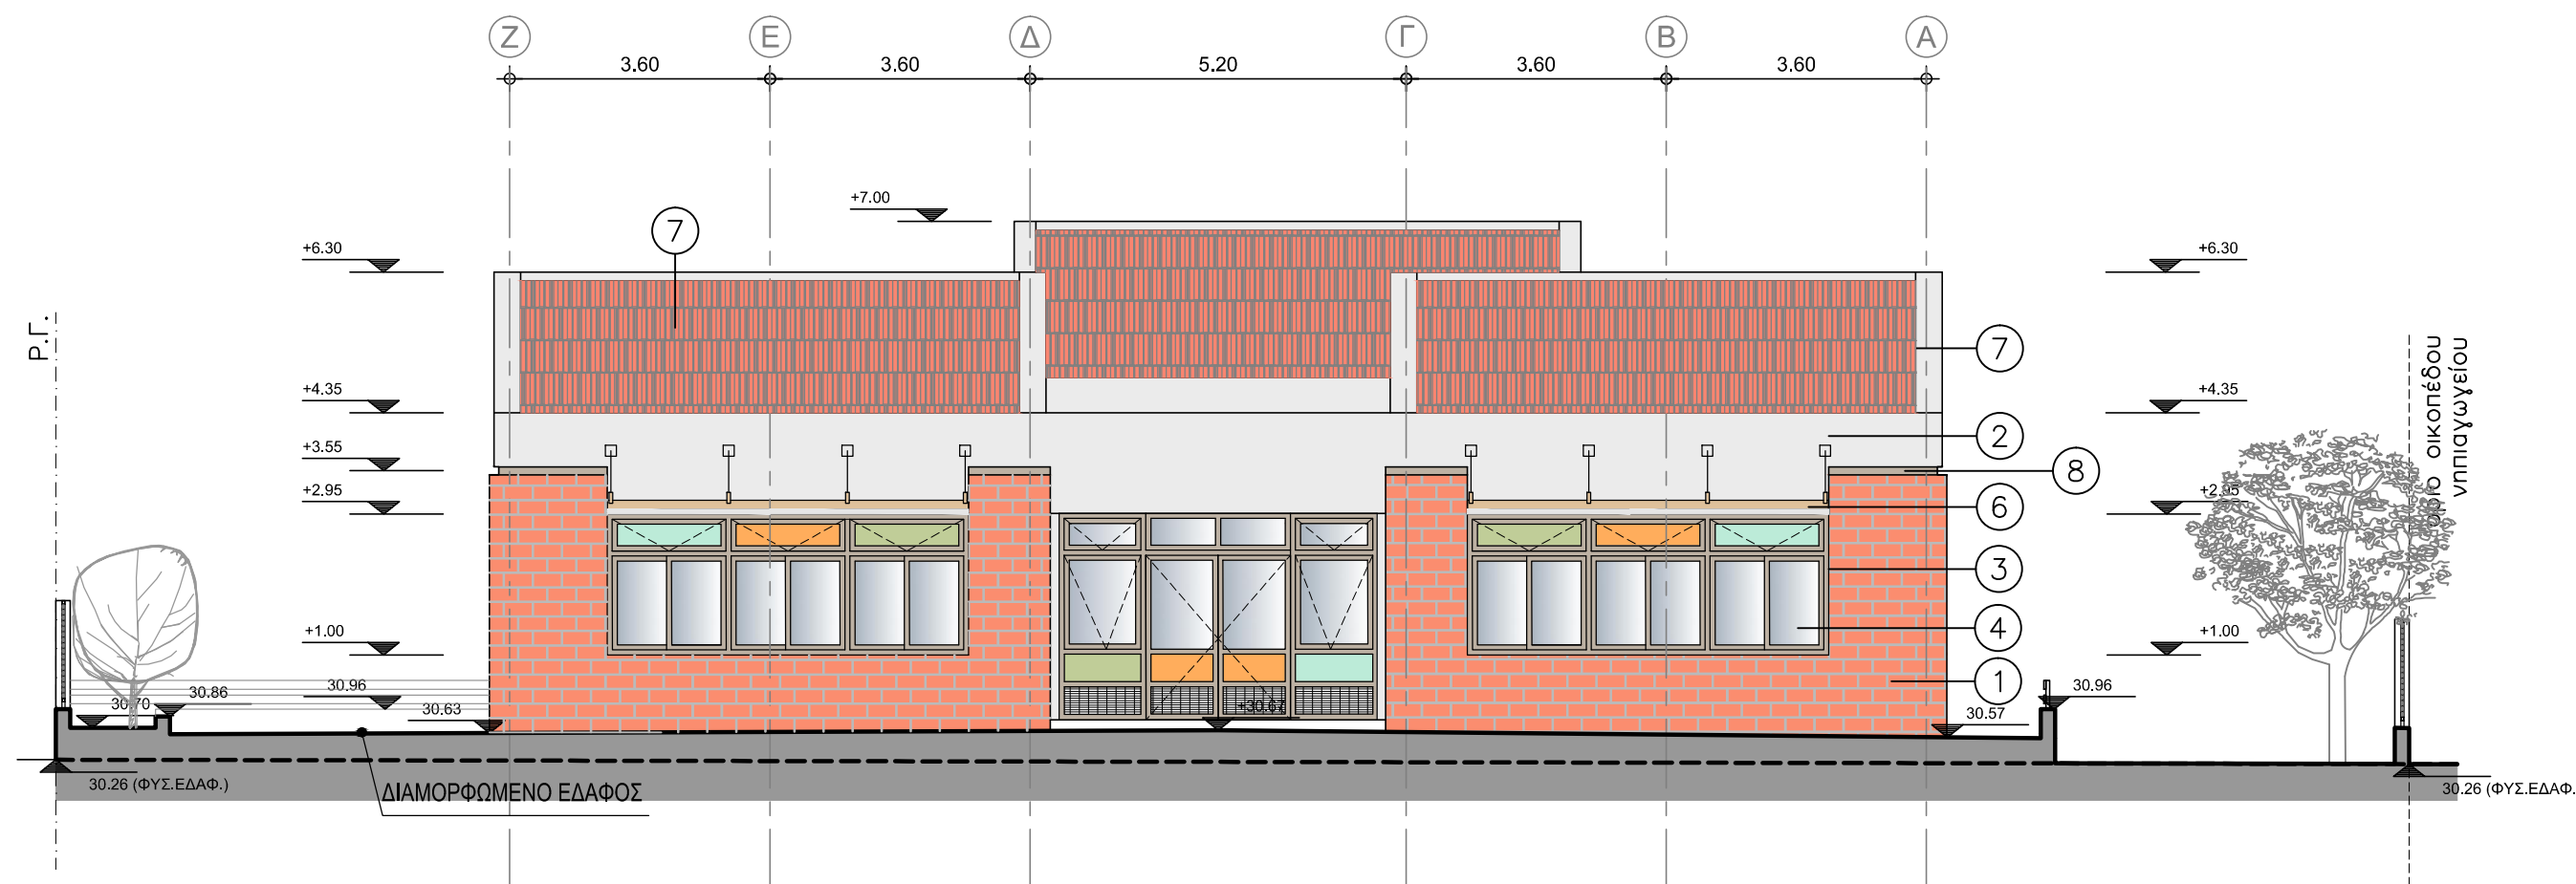 Ζ Ε Δ Γ Β Α
3.60 3.60 5.20 3.60 3.60
+7.00
7
+6.30 +6.30
Ρ.Γ.
όριο οικοπέδου
νηπιαγωγείου
7
+4.35 +4.35
2
+3.55
8
+2.95 +2.95
6
3
4
+1.00 +1.00
1
30.96 30.96
30.86
30.70
30.63 +30.67 30.57
30.26 (ΦΥΣ.ΕΔΑΦ.) 30.26 (ΦΥΣ.ΕΔΑΦ.
ΔΙΑΜΟΡΦΩΜΕΝΟ ΕΔΑΦΟΣ